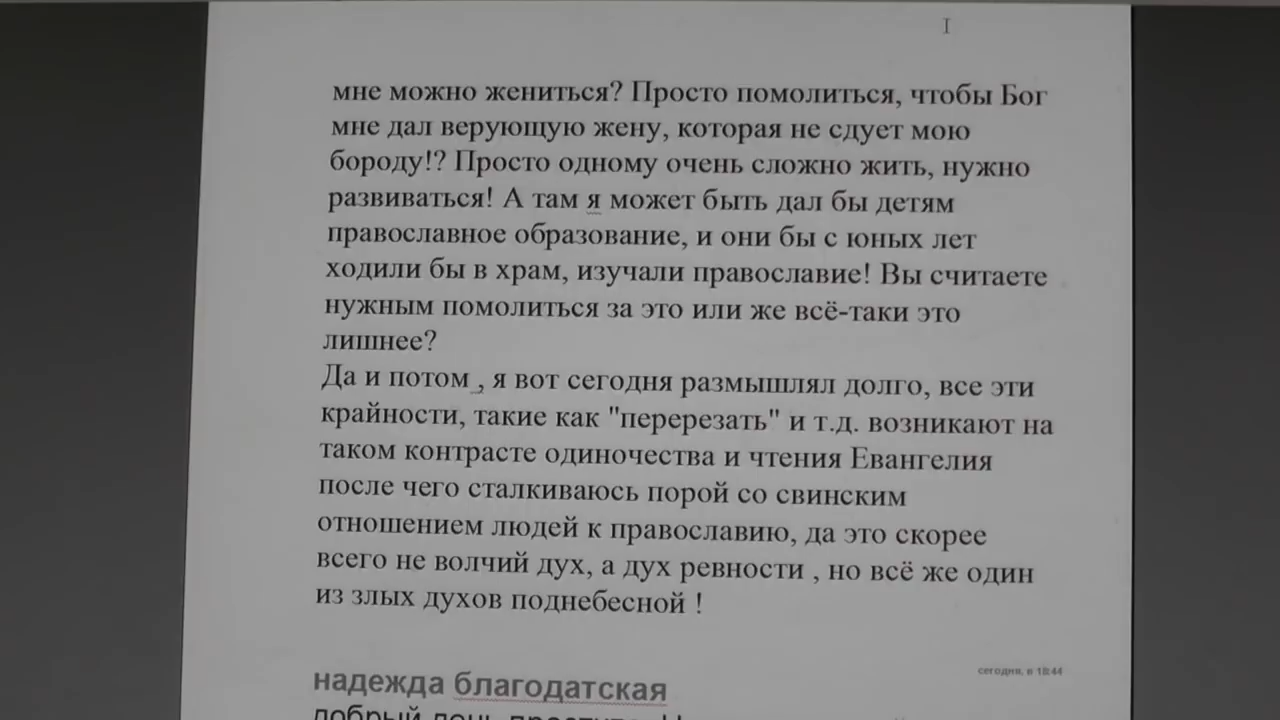 мне можно жениться? Просто помолиться, чтобы Бог
мне дал верующую жену, которая не сдует мою
бороду!? Просто одному очень сложно жить, нужно
развиваться! А там я может быть дал бы детям
православное образование, и они бы с юных лет
ходили бы в храм, изучали православие! Вы считаете
нужным помолиться за это или же всё-таки это
лишнее?
Да и потом , я вот сегодня размышлял долго, все эти
крайности, такие как "перерезать" и т.д. возникают на
таком контрасте одиночества и чтения Евангелия
после чего сталкиваюсь порой со свинским
отношением людей к православию, да это скорее
всего не волчий дух, а дух ревности , но всё же один
из злых духов поднебесной !
сегодня, в 18:44
надежда благодатская
добрый день